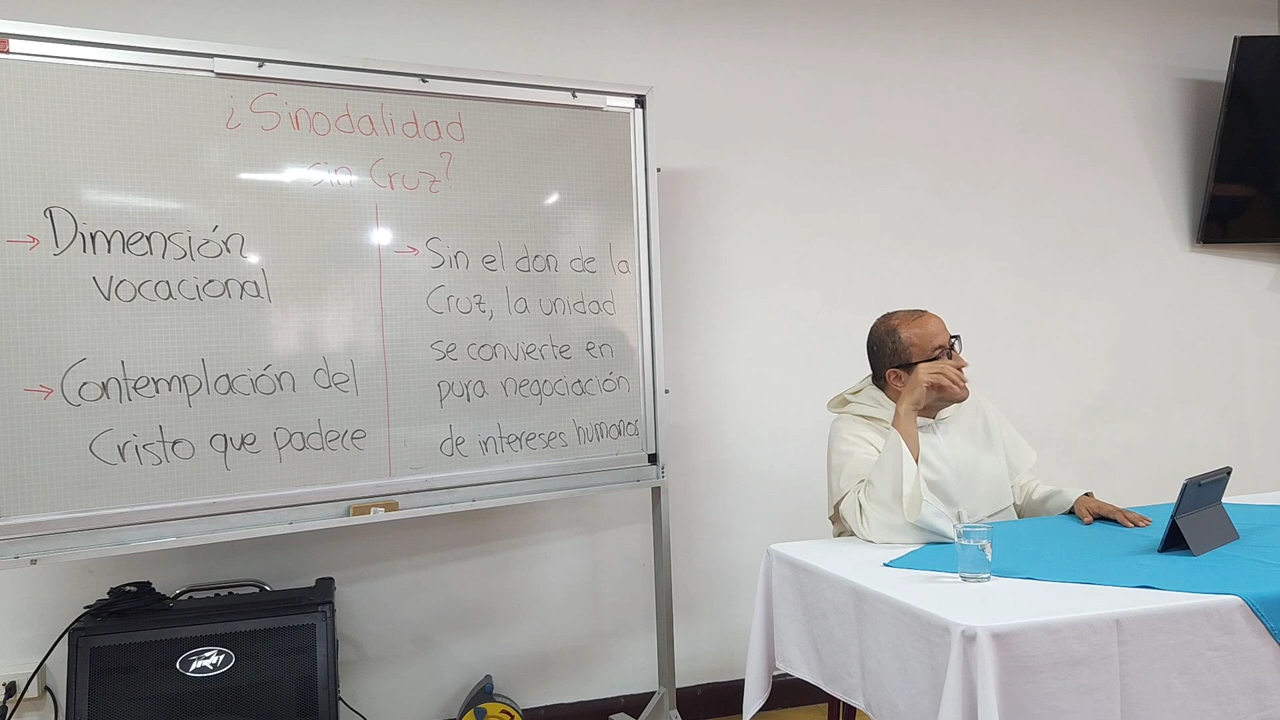 ¿Sinodalidad
sin Cruz?
→ Dimensión
vocacional
→ Contemplación del
Cristo que padece
→ Sin el don de la
Cruz, la unidad
se convierte en
pura negociación
de intereses humanos
PEAVEY